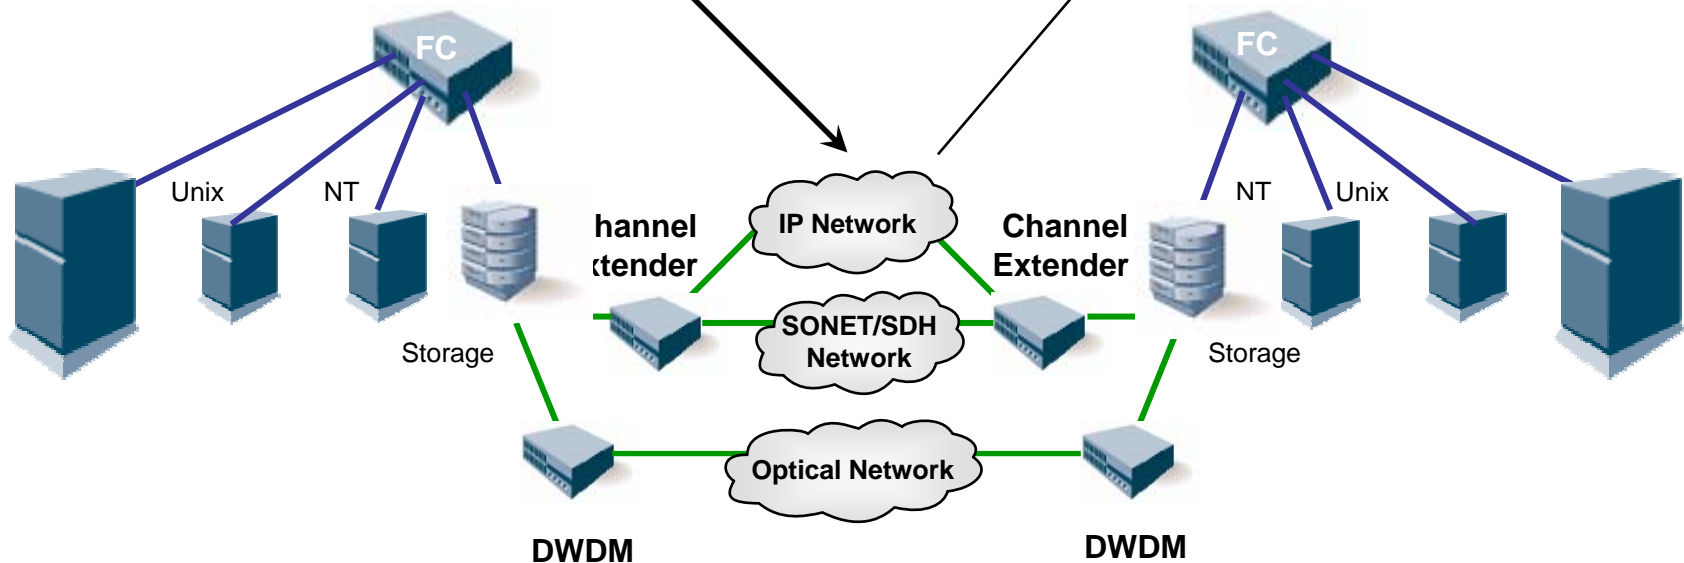 FC
FC
Unix
NT
NT
Unix
hannel
xtender
IP Network
Channel
Extender
SONET/SDH
Network
Storage
Storage
Optical Network
DWDM
DWDM